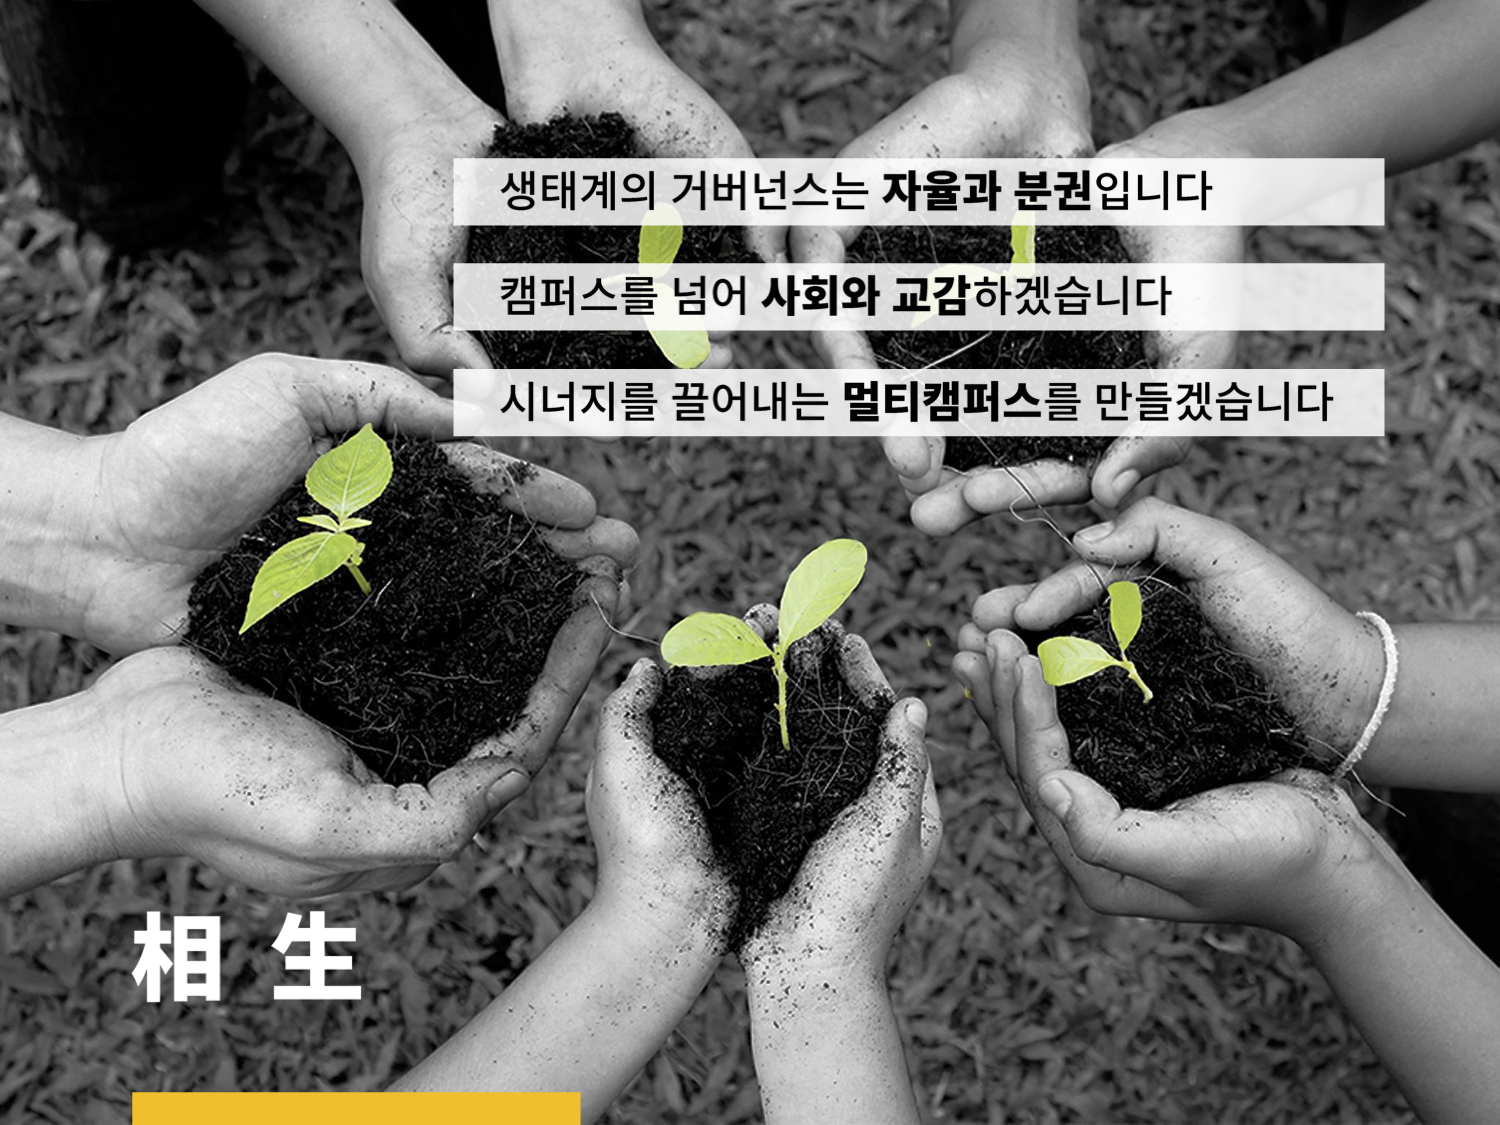 생태계의 거버넌스는 자율과 분권입니다
캠퍼스를 넘어 사회와 교감하겠습니다
시너지를 끌어내는 멀티캠퍼스를 만들겠습니다
相 生